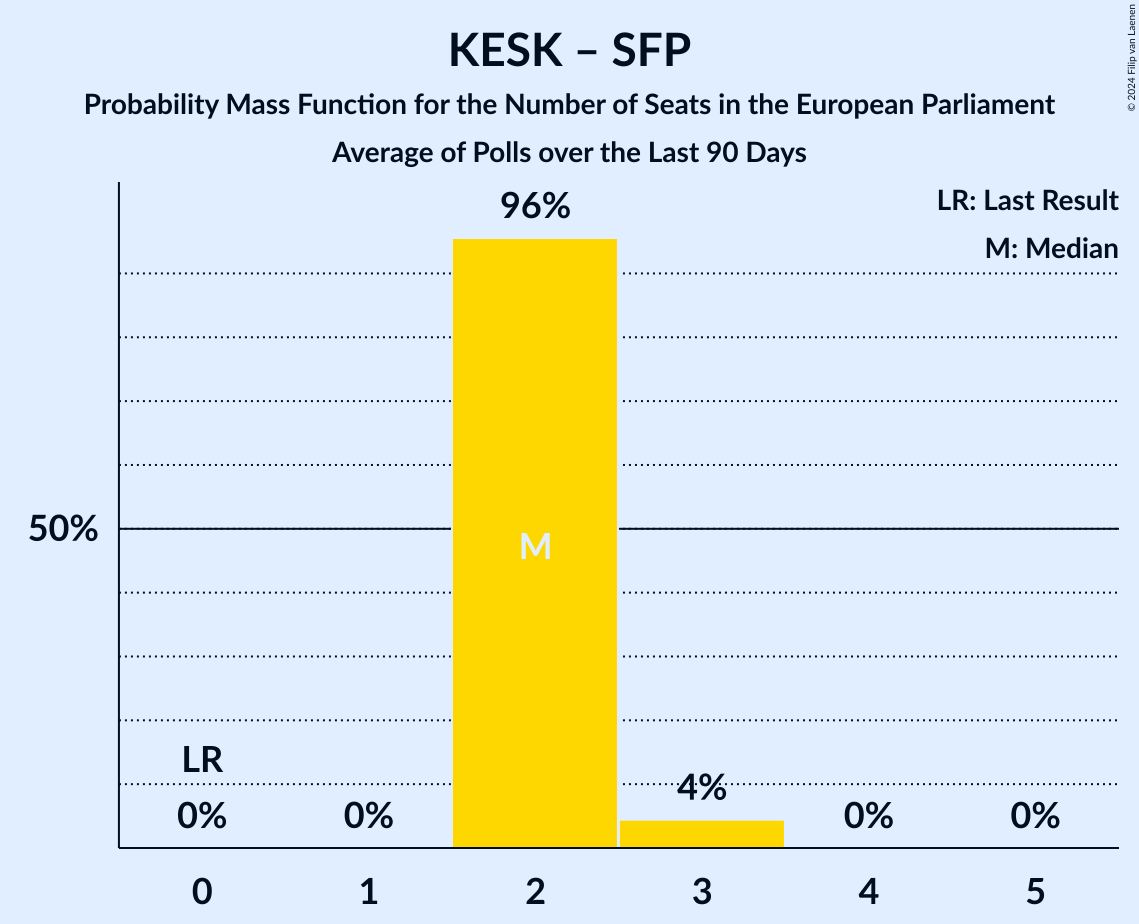 KESK – SFP
Probability Mass Function for the Number of Seats in the European Parliament
Average of Polls over the Last 90 Days
© 2024 Filip van Laenen
LR: Last Result
M: Median
96%
50%
M
LR
0%
0%
4%
0%
0%
0
1
2
3
4
5